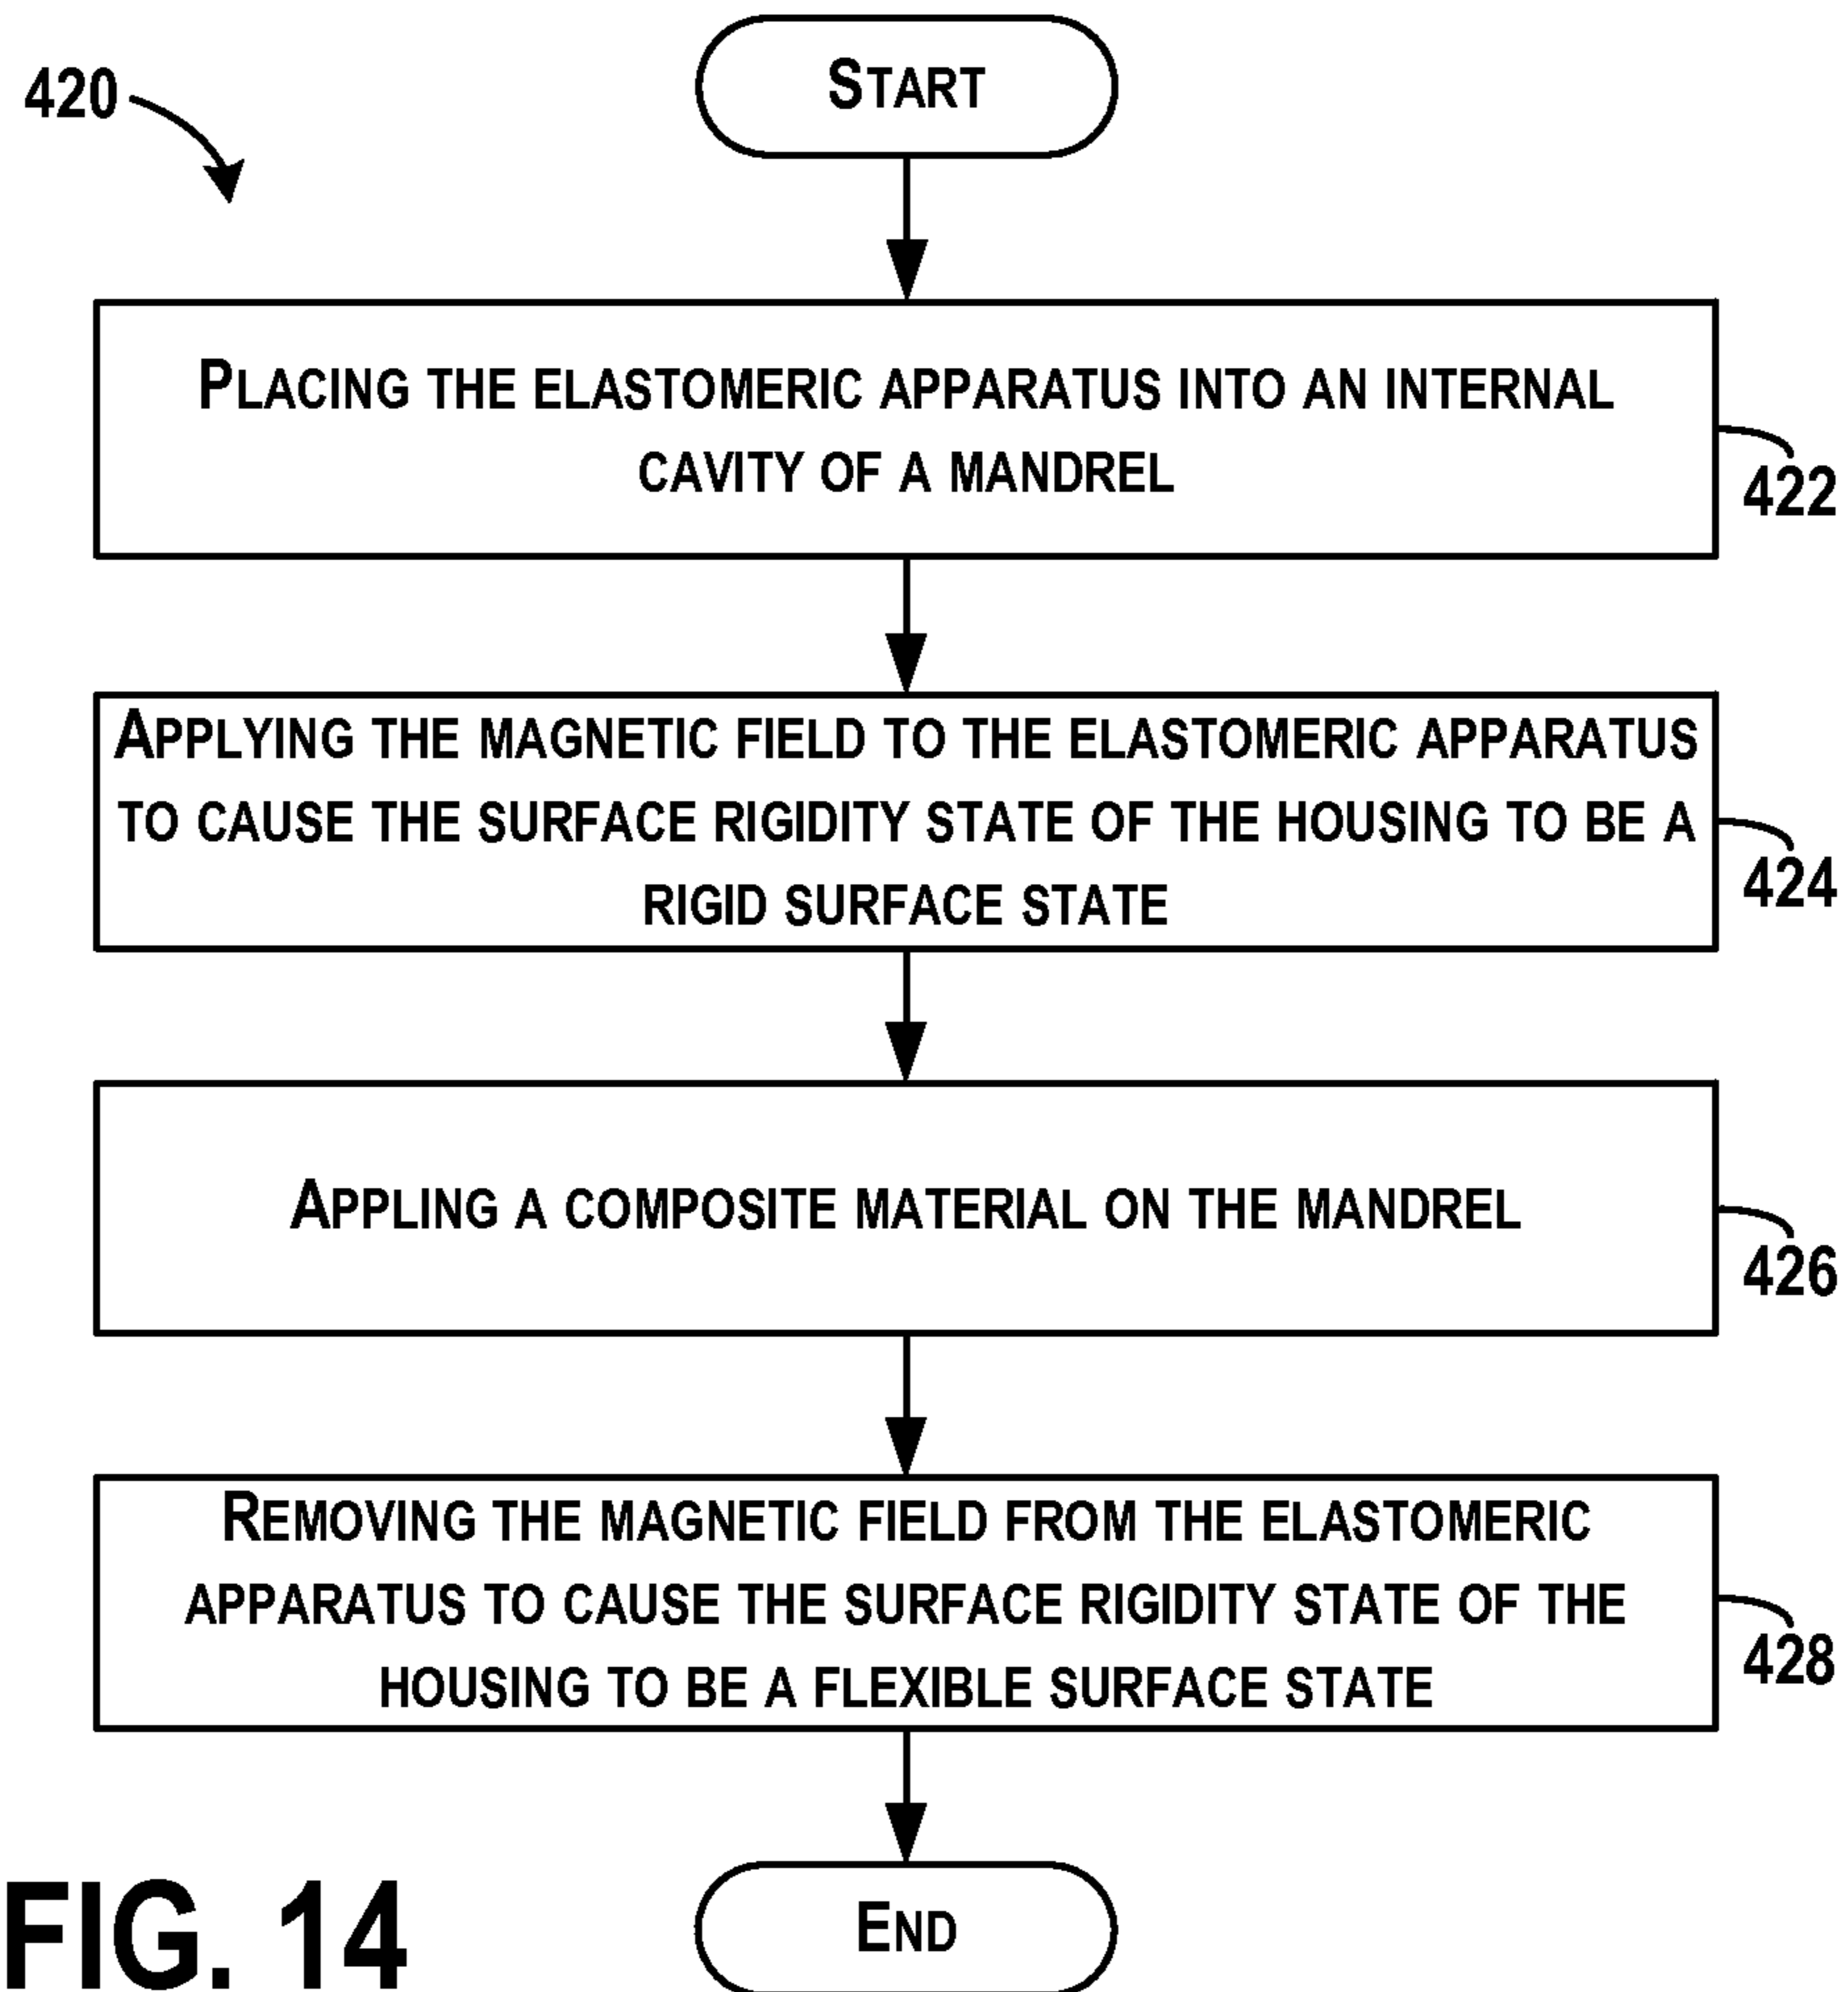 420
START
PLACING THE ELASTOMERIC APPARATUS INTO AN INTERNAL
CAVITY OF A MANDREL
422
APPLYING THE MAGNETIC FIELD TO THE ELASTOMERIC APPARATUS
TO CAUSE THE SURFACE RIGIDITY STATE OF THE HOUSING TO BE A
RIGID SURFACE STATE
424
APPLING A COMPOSITE MATERIAL ON THE MANDREL
426
REMOVING THE MAGNETIC FIELD FROM THE ELASTOMERIC
APPARATUS TO CAUSE THE SURFACE RIGIDITY STATE OF THE
HOUSING TO BE A FLEXIBLE SURFACE STATE
428
END
FIG. 14